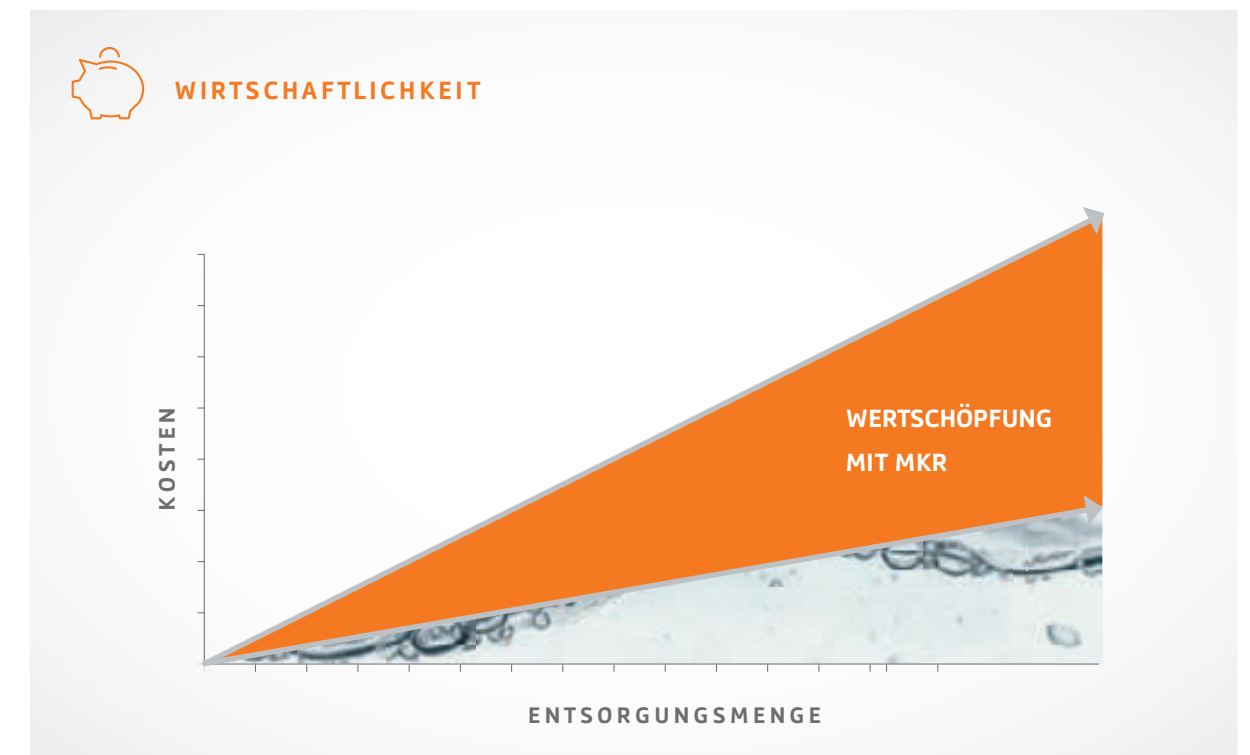 WIRTSCHAFTLICHKEIT
WERTSCHÖPFUNG
MIT MKR
KOSTEN
ENTSORGUNGSMENGE